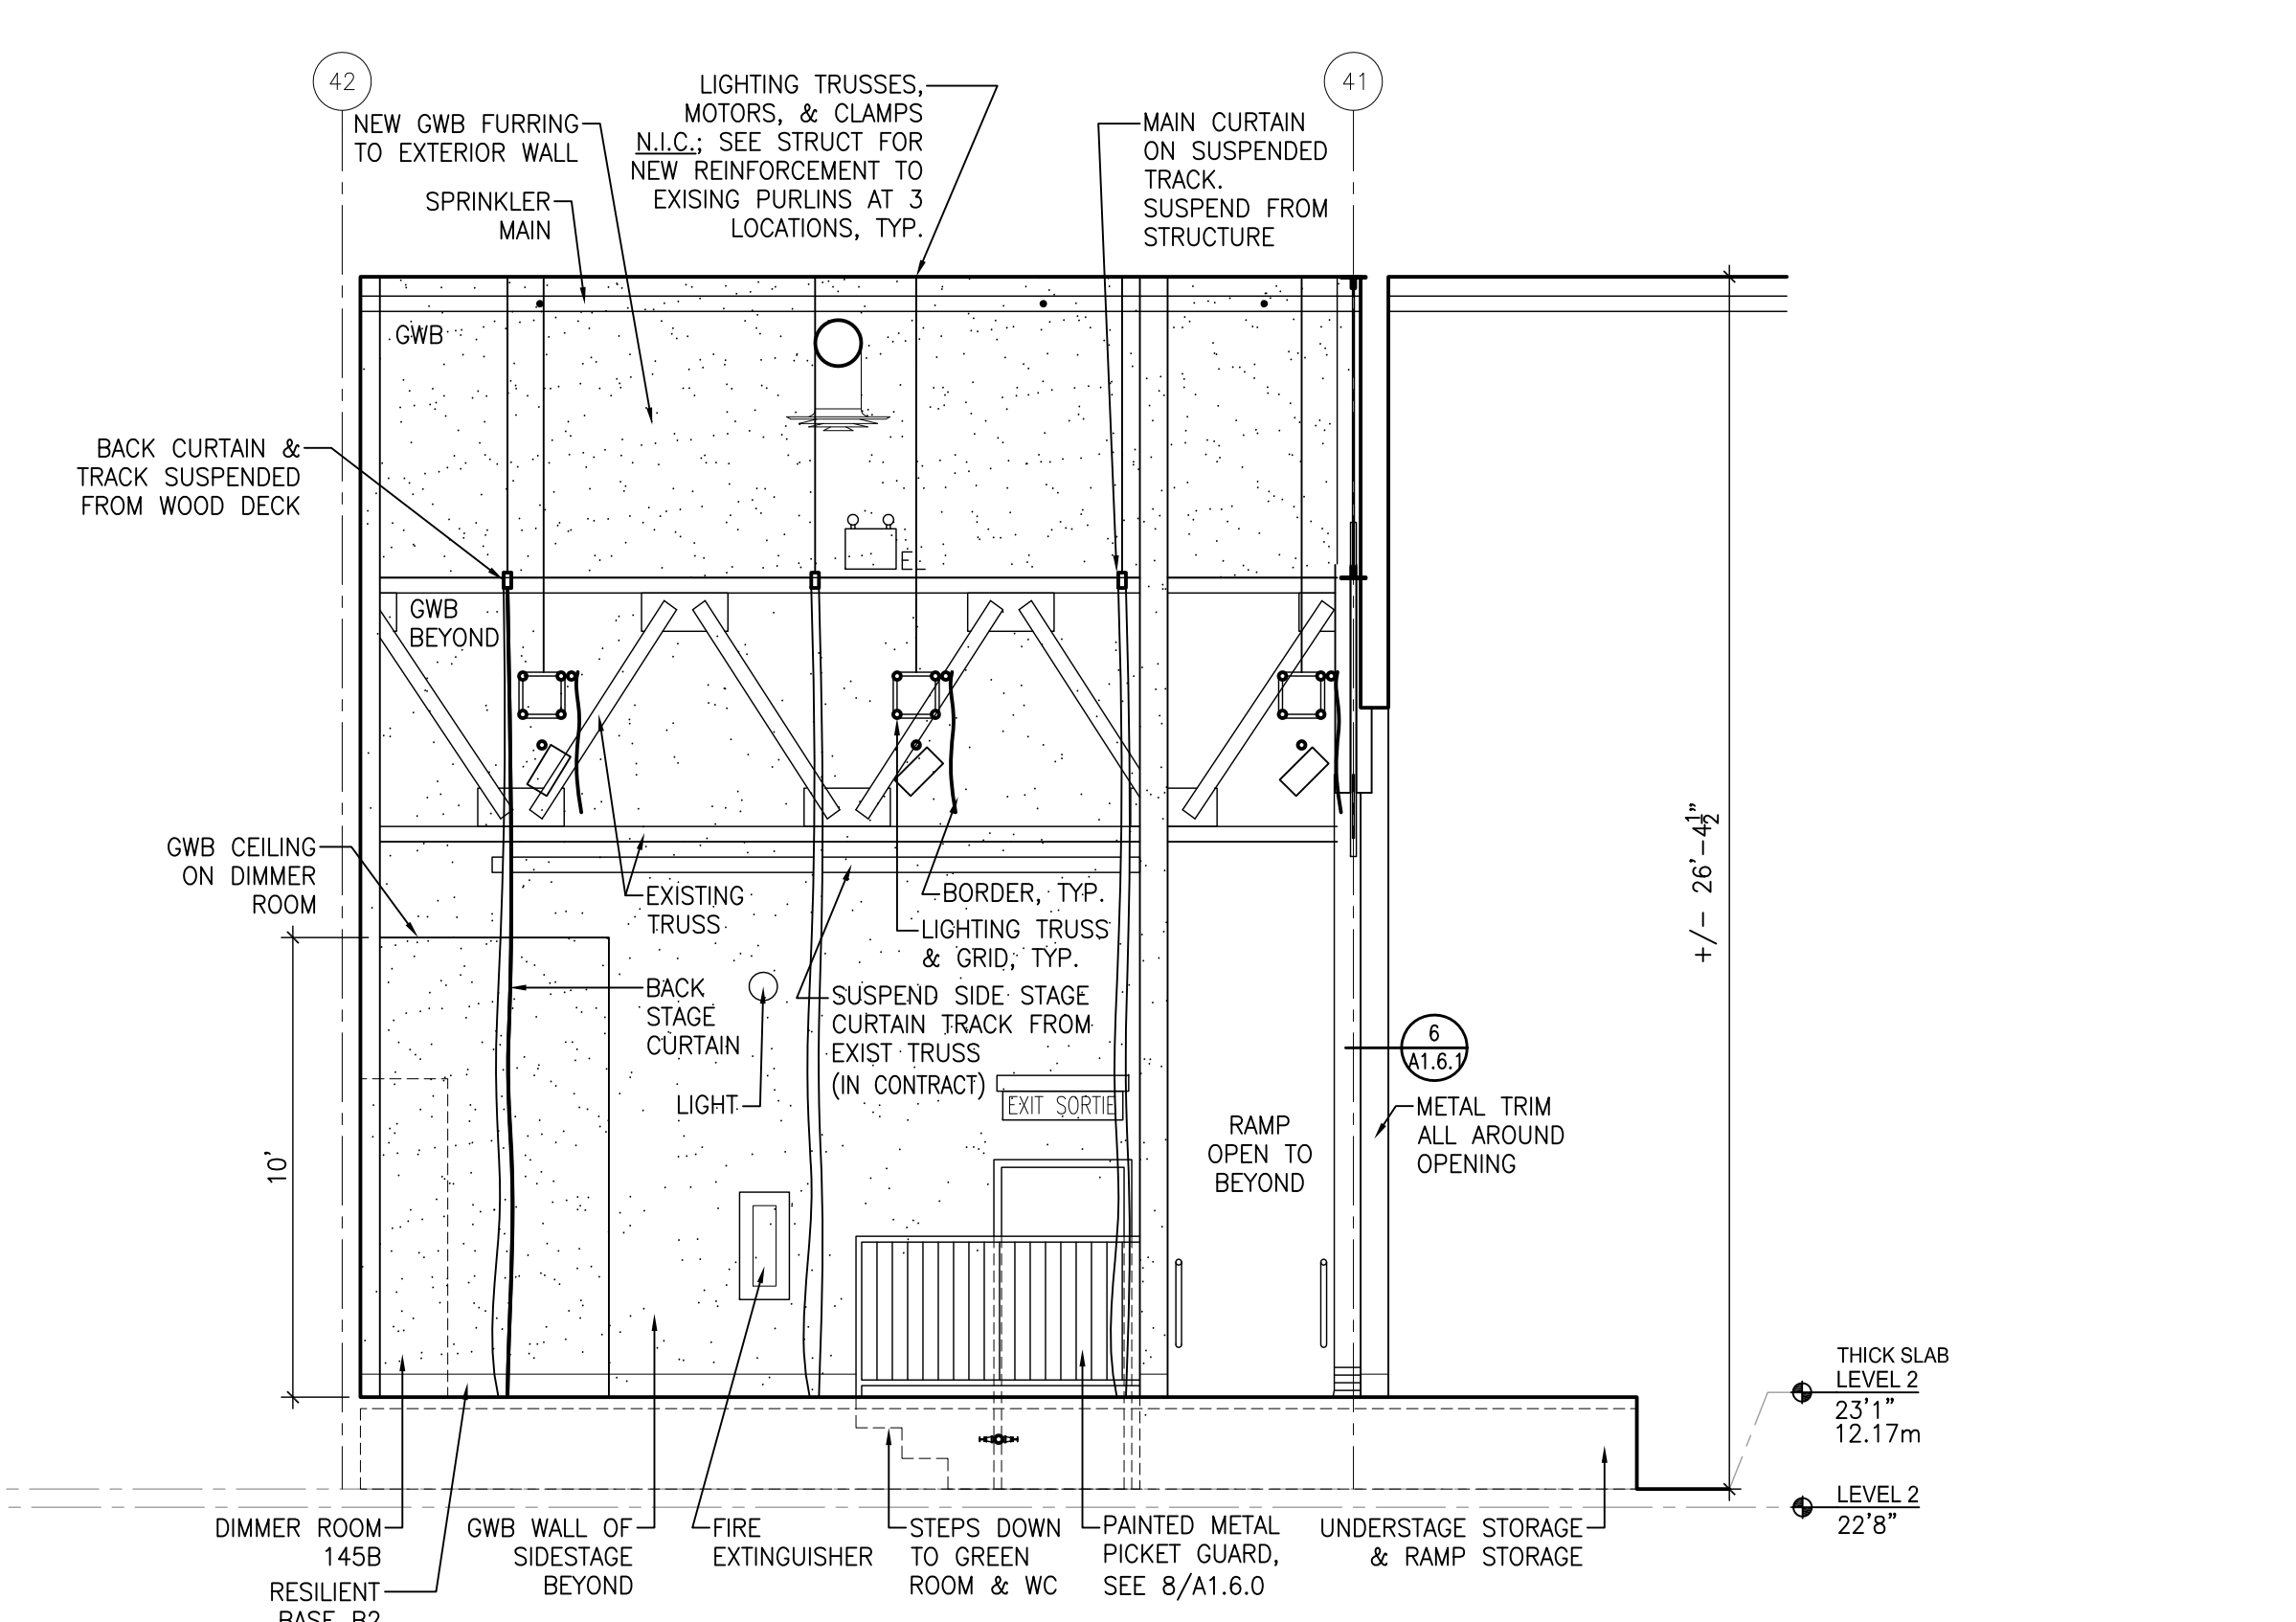 42
41
LIGHTING TRUSSES,
MOTORS, & CLAMPS
N.I.C.; SEE STRUCT FOR
NEW REINFORCEMENT TO
EXISING PURLINS AT 3
LOCATIONS, TYP.
NEW GWB FURRING
TO EXTERIOR WALL
SPRINKLER
MAIN
MAIN CURTAIN
ON SUSPENDED
TRACK.
SUSPEND FROM
STRUCTURE
GWB
BACK CURTAIN &
TRACK SUSPENDED
FROM WOOD DECK
EL
GWB
BEYOND
GWB CEILING
ON DIMMER
ROOM
EXISTING
TRUSS
BORDER, TYP.
LIGHTING TRUSS
& GRID, TYP.
BACK
STAGE
CURTAIN
SUSPEND SIDE STAGE
CURTAIN TRACK FROM
EXIST TRUSS
(IN CONTRACT)
LIGHT
EXIT SORTIE
RAMP
OPEN TO
BEYOND
6
A1.6.1
METAL TRIM
ALL AROUND
OPENING
+/- 26'-4½"
10'
THICK SLAB
LEVEL 2
23'1"
12.17m
LEVEL 2
22'8"
DIMMER ROOM
145B
RESILIENT
BASE B2
GWB WALL OF
SIDESTAGE
BEYOND
FIRE
EXTINGUISHER
STEPS DOWN
TO GREEN
ROOM & WC
PAINTED METAL
PICKET GUARD,
SEE 8/A1.6.0
UNDERSTAGE STORAGE
& RAMP STORAGE